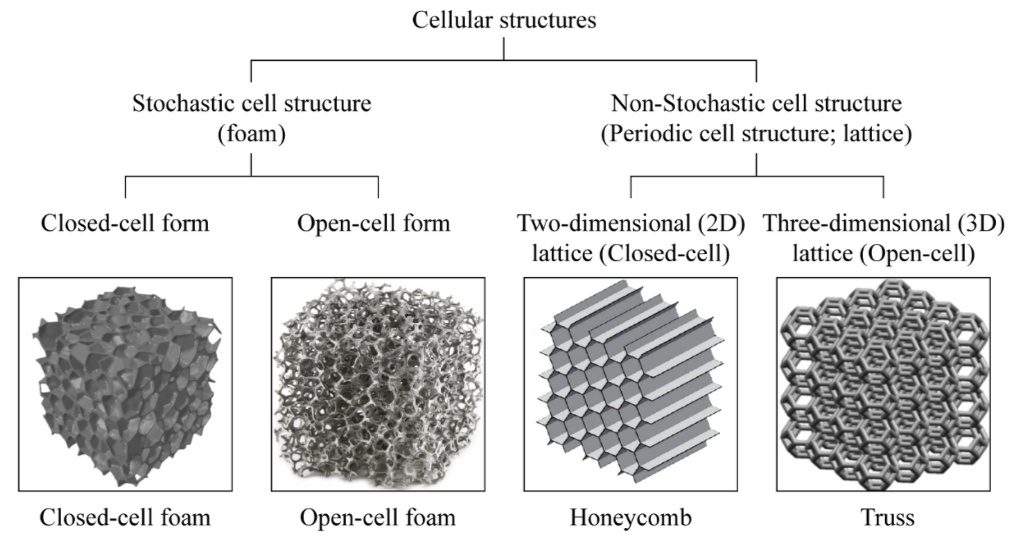 Cellular structures
Stochastic cell structure
(foam)
Non-Stochastic cell structure
(Periodic cell structure; lattice)
Closed-cell form
Open-cell form
Two-dimensional (2D)
lattice (Closed-cell)
Three-dimensional (3D)
lattice (Open-cell)
Closed-cell foam
Open-cell foam
Honeycomb
Truss